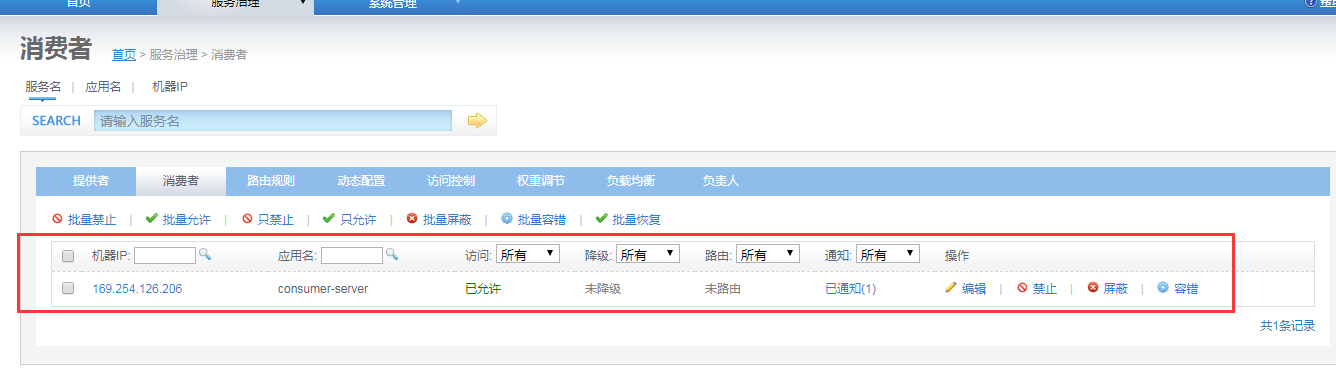 首页 服务治理 系统管理
消费者 首页 > 服务治理 > 消费者
服务名 | 应用名 | 机器IP
SEARCH 请输入服务名
提供者 消费者 路由规则 动态配置 访问控制 权重调节 负载均衡 负责人
批量禁止 | 批量允许 | 只禁止 | 只允许 | 批量屏蔽 | 批量容错 | 批量恢复
机器IP: 应用名: 访问: 所有 降级: 所有 路由: 所有 通知: 所有 操作
169.254.126.206 consumer-server 已允许 未降级 未路由 已通知(1) 编辑 | 禁止 | 屏蔽 | 容错
共1条记录